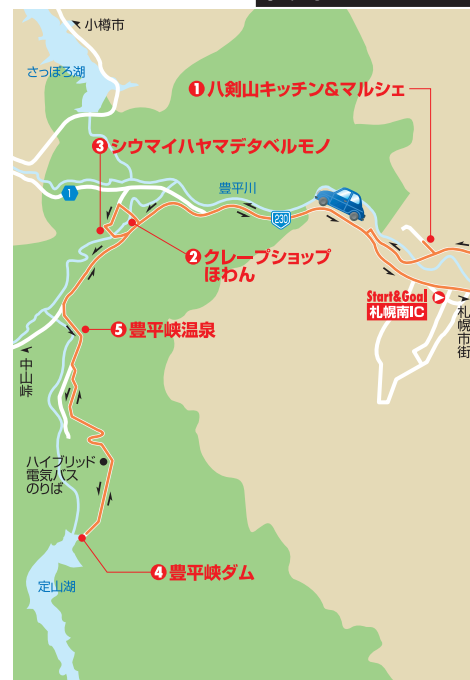 小樽市
さっぽろ湖
❶八剣山キッチン&マルシェ
❸シウマイハヤマデタベルモノ
1
豊平川
230
❷クレープショップ
ほわん
Start&Goal
札幌南IC
札幌市街
❺豊平峡温泉
中山峠
ハイブリッド
電気バス
のりば
❹豊平峡ダム
定山湖